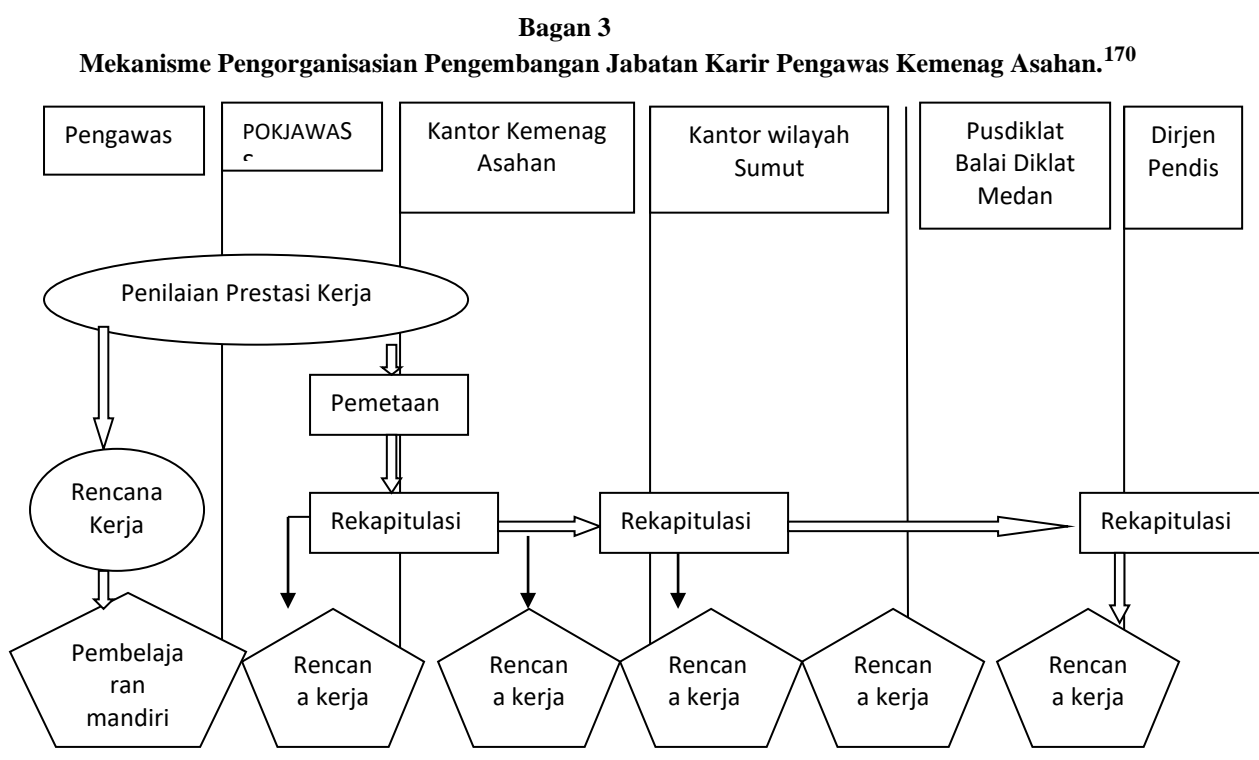 Bagan 3
Mekanisme Pengorganisasian Pengembangan Jabatan Karir Pengawas Kemenag Asahan.170
Pengawas
POKJAWAS
S
Kantor Kemenag
Asahan
Kantor wilayah
Sumut
Pusdiklat
Balai Diklat
Medan
Dirjen
Pendis
Penilaian Prestasi Kerja
Pemetaan
Rencana
Kerja
Rekapitulasi
Rekapitulasi
Rekapitulasi
Pembelaja
ran
mandiri
Rencan
a kerja
Rencan
a kerja
Rencan
a kerja
Rencan
a kerja
Rencan
a kerja